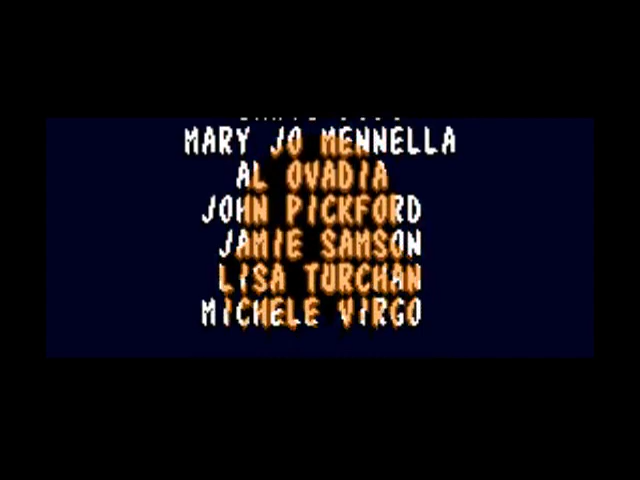 MARY JO MENNELLA
AL OVADIA
JOHN PICKFORD
JAMIE SAMSON
LISA TURCHAN
MICHELE VIRGO